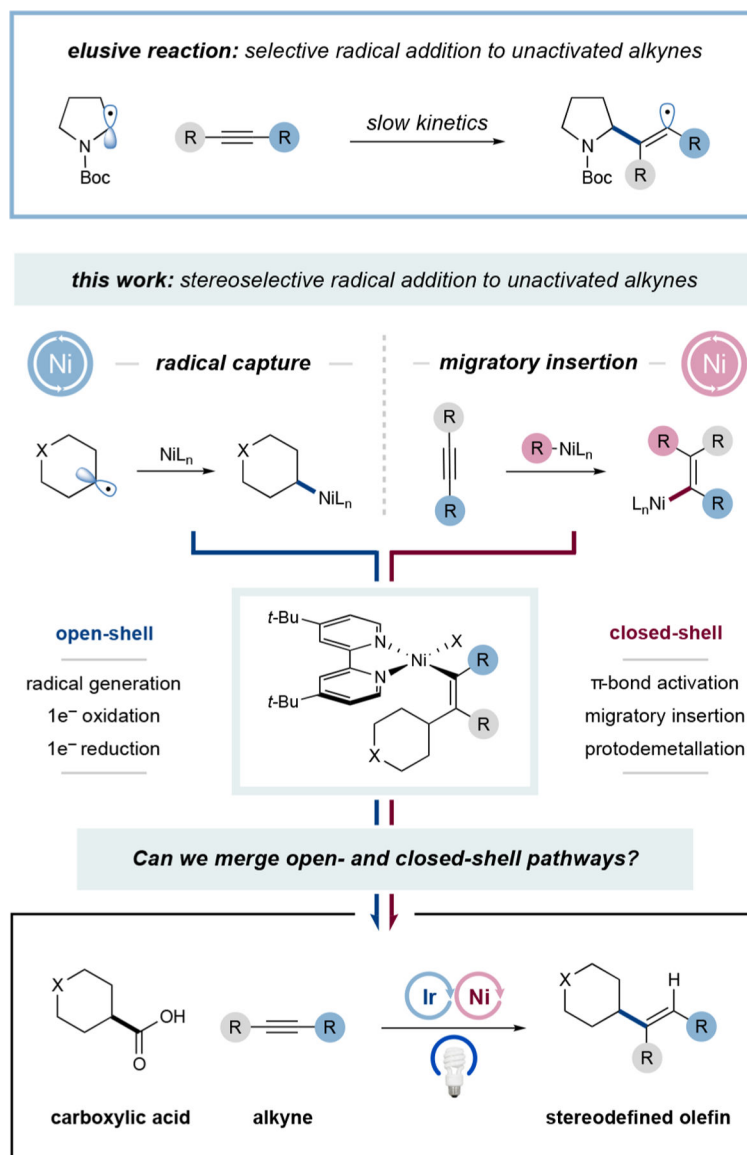 elusive reaction: selective radical addition to unactivated alkynes
N
Boc
R
R
slow kinetics
N
Boc
R
R
this work: stereoselective radical addition to unactivated alkynes
Ni
radical capture
migratory insertion
Ni
X
NiLn
X
NiLn
R
R
R-NiLn
R
R
LnNi
R
open-shell
radical generation
1e⁻ oxidation
1e⁻ reduction
t-Bu
t-Bu
N
N
Ni
X
R
R
X
closed-shell
π-bond activation
migratory insertion
protodemetallation
Can we merge open- and closed-shell pathways?
X
OH
O
R
R
Ir
Ni
X
H
R
R
carboxylic acid
alkyne
stereodefined olefin